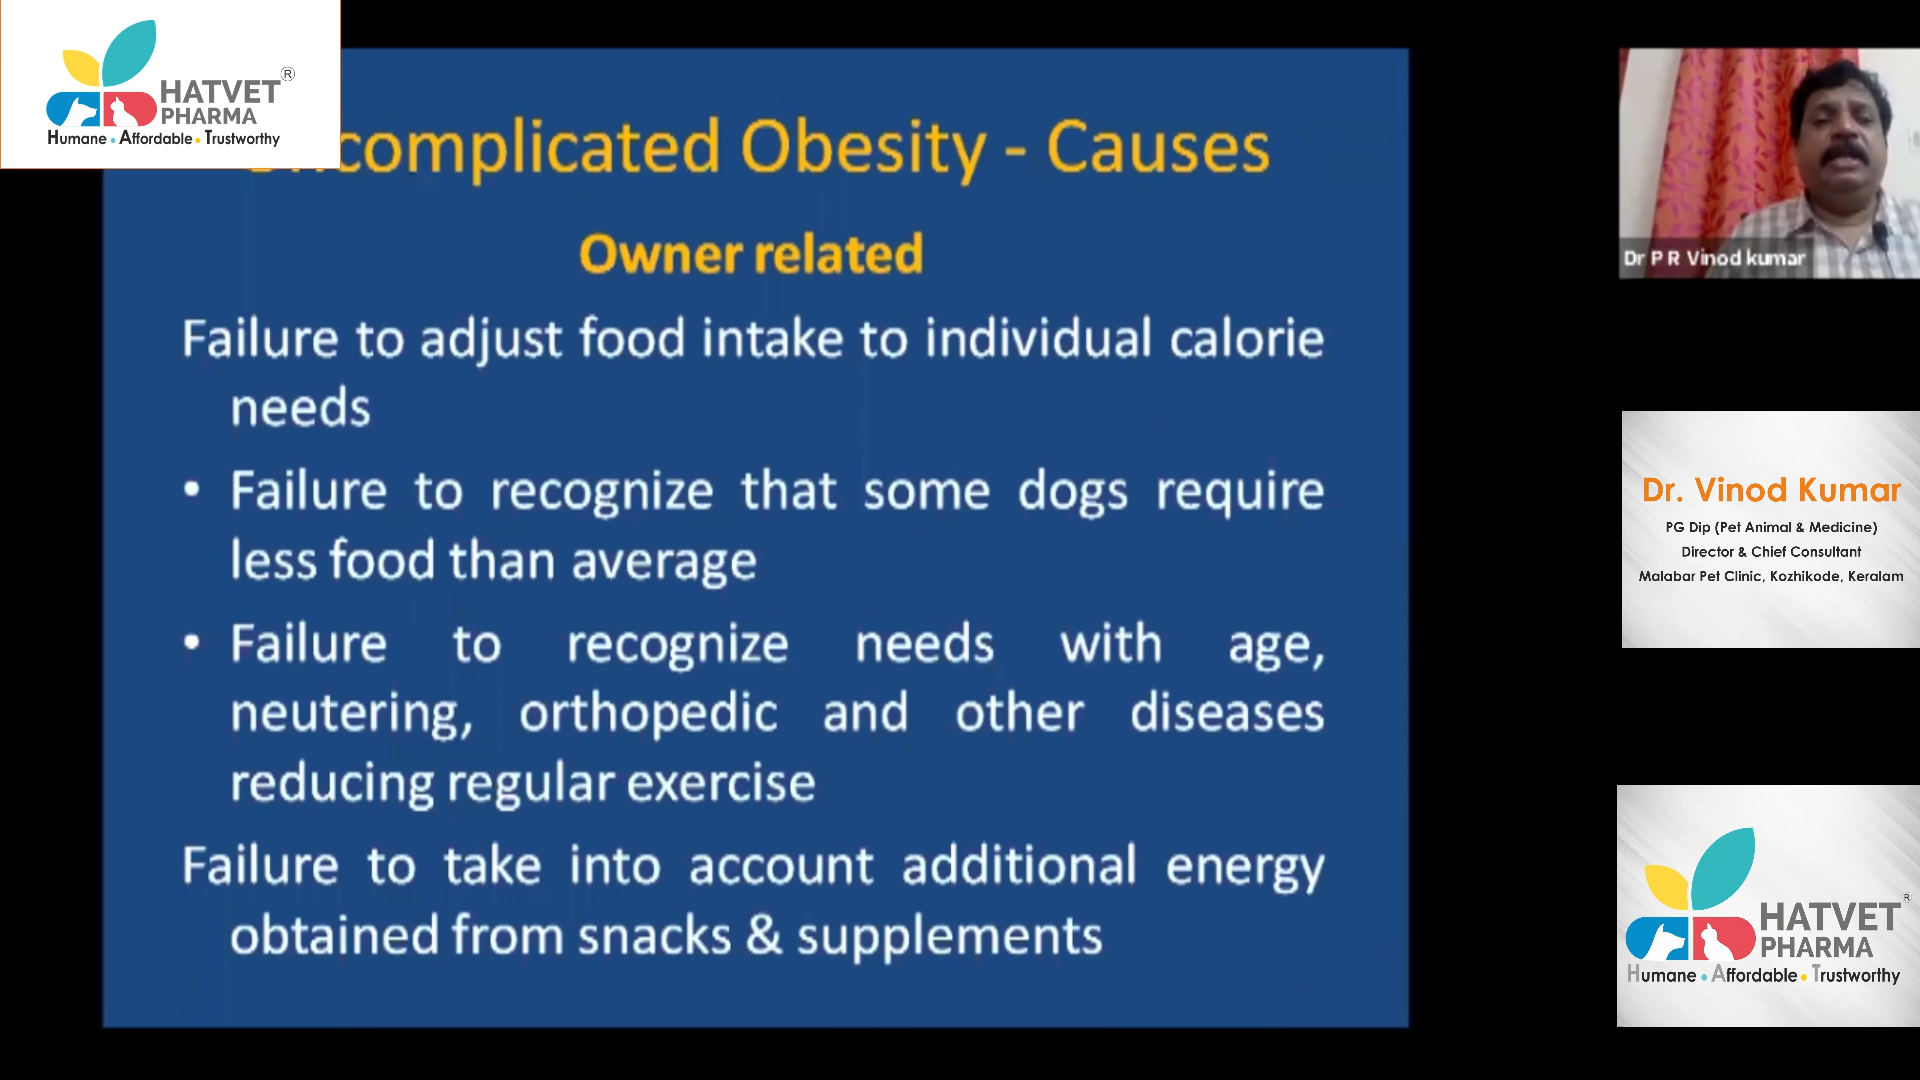 HATVET®
PHARMA
Humane • Affordable • Trustworthy
complicated Obesity - Causes
Owner related
Failure to adjust food intake to individual calorie
needs
• Failure to recognize that some dogs require
less food than average
• Failure to recognize needs with age,
neutering, orthopedic and other diseases
reducing regular exercise
Failure to take into account additional energy
obtained from snacks & supplements
Dr P R Vinod kumar
Dr. Vinod Kumar
PG Dip (Pet Animal & Medicine)
Director & Chief Consultant
Malabar Pet Clinic, Kozhikode, Keralam
HATVET®
PHARMA
Humane • Affordable • Trustworthy